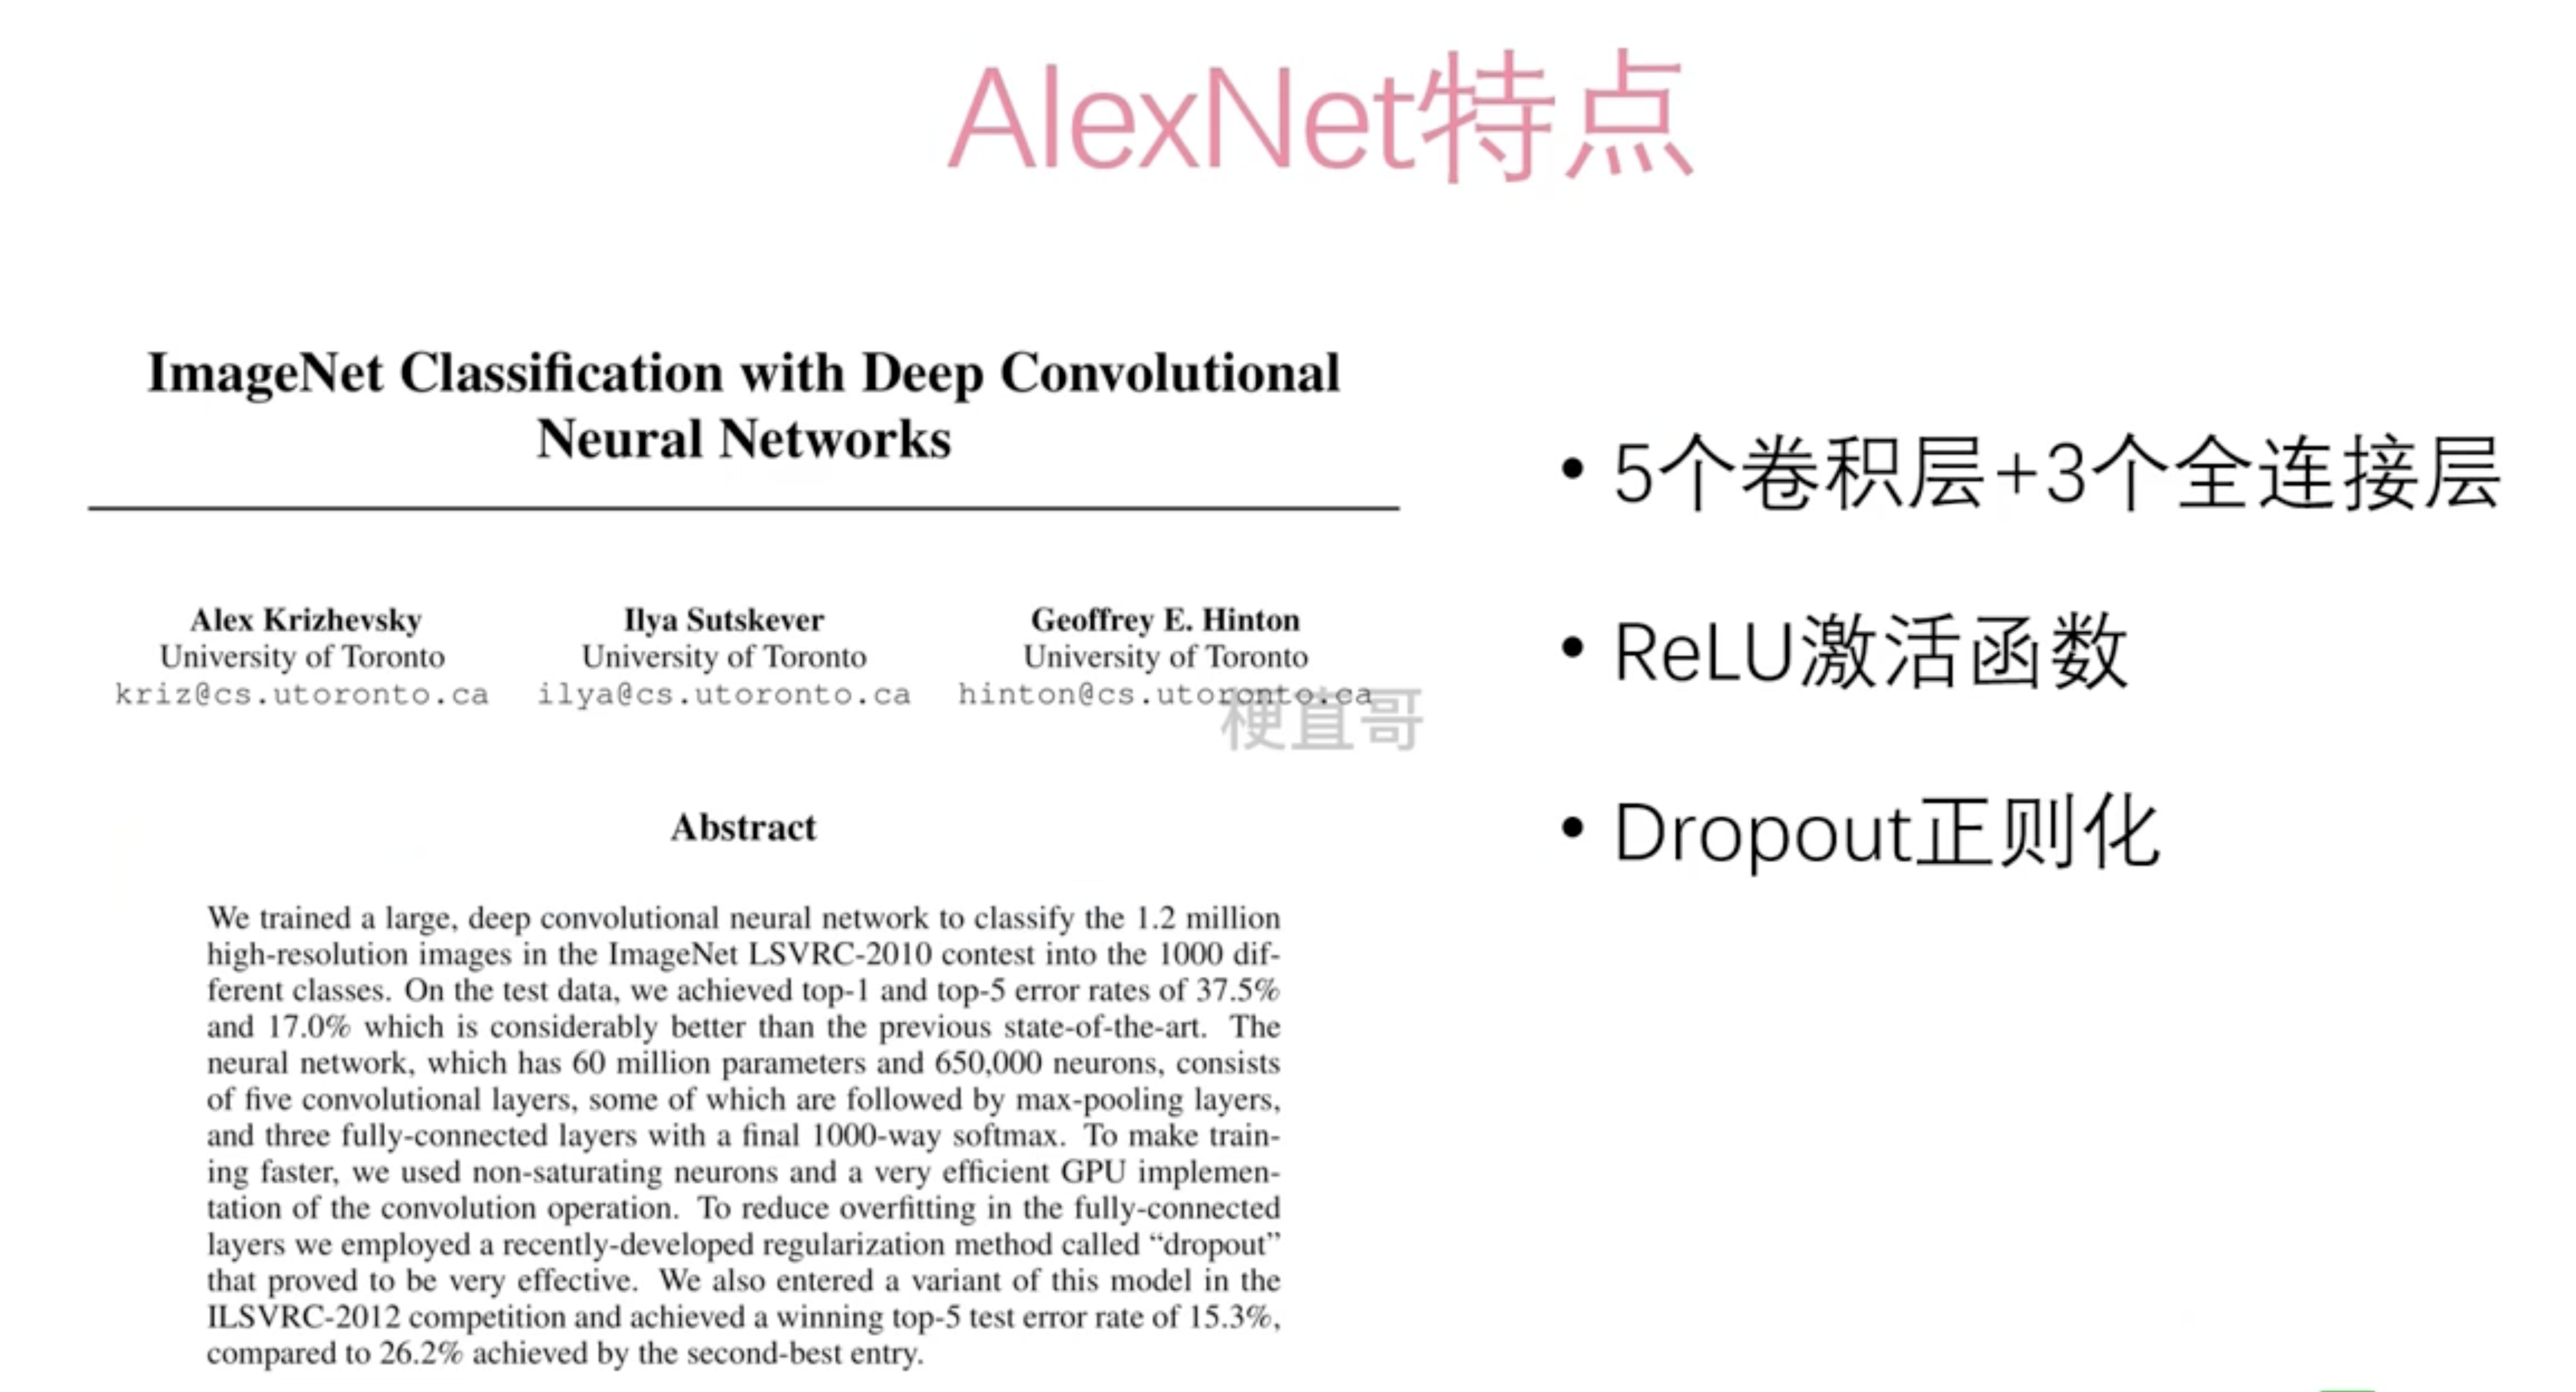 AlexNet特点
ImageNet Classification with Deep Convolutional
Neural Networks
Alex Krizhevsky
University of Toronto
kriz@cs.utoronto.ca
Ilya Sutskever
University of Toronto
ilya@cs.utoronto.ca
Geoffrey E. Hinton
University of Toronto
hinton@cs.utoronto.ca
梗直哥
Abstract
We trained a large, deep convolutional neural network to classify the 1.2 million
high-resolution images in the ImageNet LSVRC-2010 contest into the 1000 dif-
ferent classes. On the test data, we achieved top-1 and top-5 error rates of 37.5%
and 17.0% which is considerably better than the previous state-of-the-art. The
neural network, which has 60 million parameters and 650,000 neurons, consists
of five convolutional layers, some of which are followed by max-pooling layers,
and three fully-connected layers with a final 1000-way softmax. To make train-
ing faster, we used non-saturating neurons and a very efficient GPU implemen-
tation of the convolution operation. To reduce overfitting in the fully-connected
layers we employed a recently-developed regularization method called “dropout”
that proved to be very effective. We also entered a variant of this model in the
ILSVRC-2012 competition and achieved a winning top-5 test error rate of 15.3%,
compared to 26.2% achieved by the second-best entry.
• 5个卷积层+3个全连接层
• ReLU激活函数
• Dropout正则化